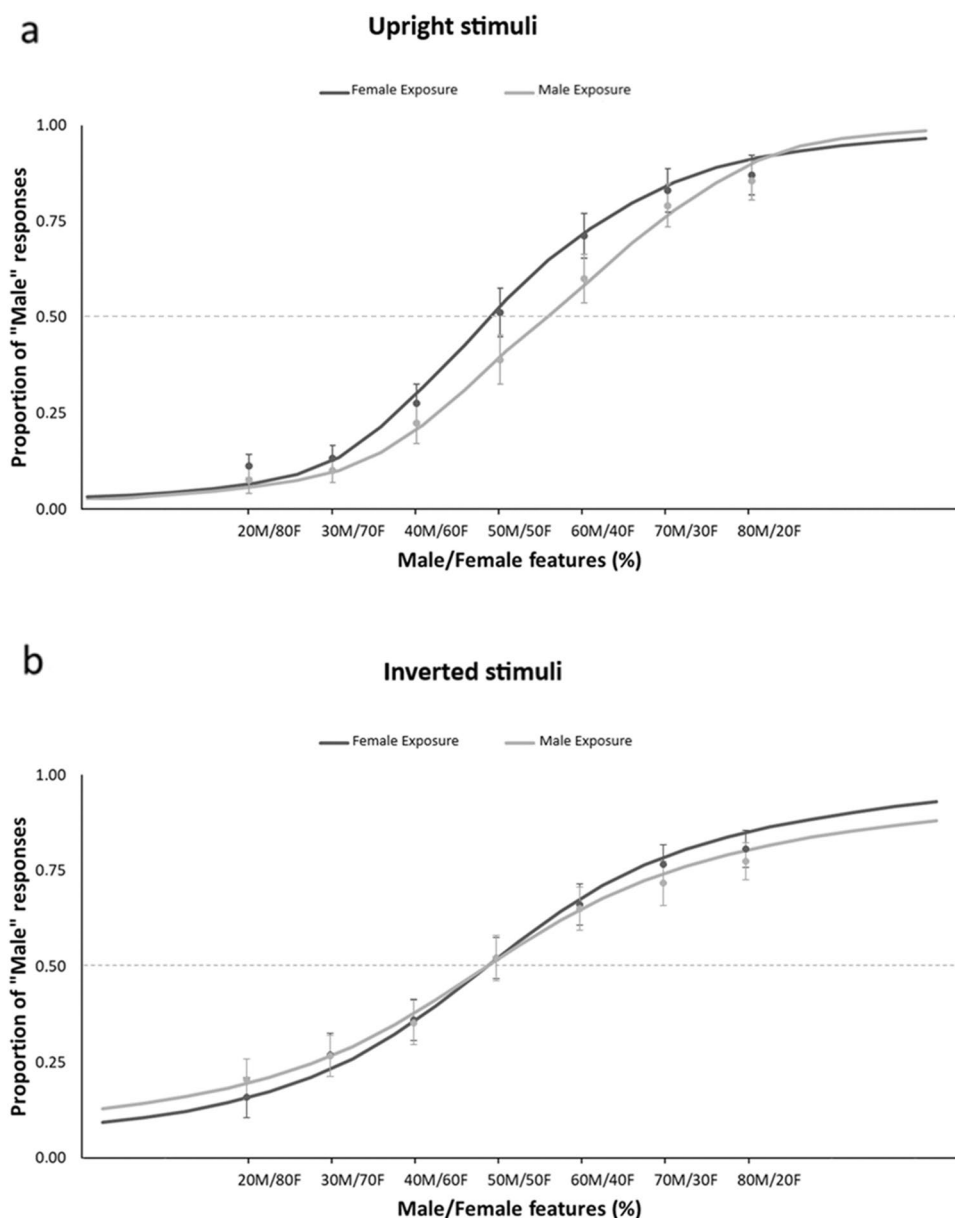 a
Upright stimuli
Female Exposure Male Exposure
1.00
0.75
0.50
0.25
0.00
Proportion of "Male" responses
20M/80F 30M/70F 40M/60F 50M/50F 60M/40F 70M/30F 80M/20F
Male/Female features (%)
b
Inverted stimuli
Female Exposure Male Exposure
1.00
0.75
0.50
0.25
0.00
Proportion of "Male" responses
20M/80F 30M/70F 40M/60F 50M/50F 60M/40F 70M/30F 80M/20F
Male/Female features (%)